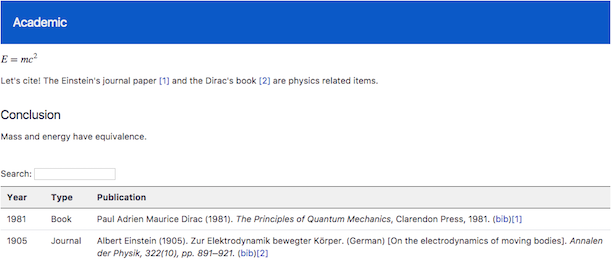 Academic
E = mc²
Let's cite! The Einstein's journal paper [1] and the Dirac's book [2] are physics related items.
Conclusion
Mass and energy have equivalence.
Search:
Year Type Publication
1981 Book Paul Adrien Maurice Dirac (1981). The Principles of Quantum Mechanics, Clarendon Press, 1981. (bib)[1]
1905 Journal Albert Einstein (1905). Zur Elektrodynamik bewegter Körper. (German) [On the electrodynamics of moving bodies]. Annalen
der Physik, 322(10), pp. 891–921. (bib)[2]